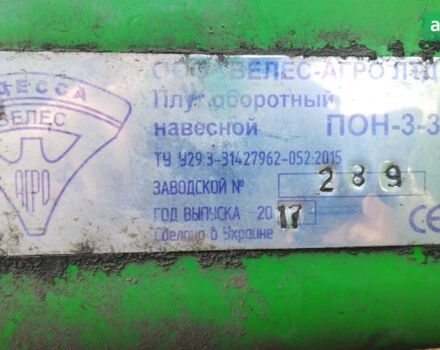 ОДЕССА
ВЕЛЕС
АГРО
ВЕЛЕС-АГРО ЛТД
Плуг оборотный
навесной ПОН-3-3
ТУ У29.3-31427962-052:2015
ЗАВОДСКОЙ № 289
ГОД ВЫПУСКА 2017
Сделано в Украине
CE